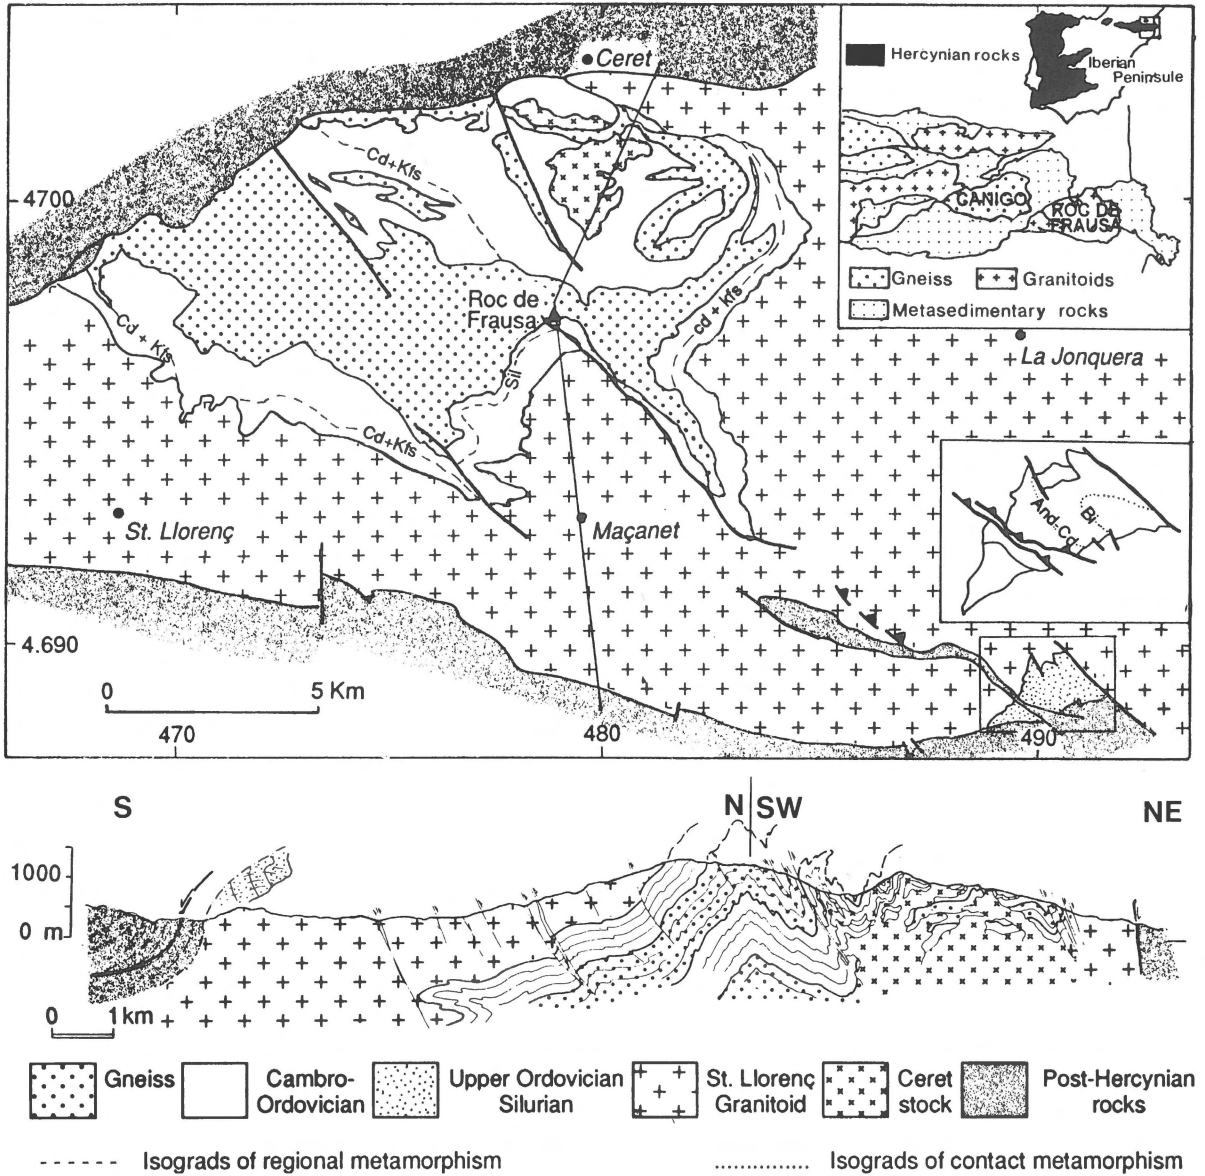 Ceret
Hercynian rocks
Iberian
Peninsule
Cd+Kfs
4700
CANIGO
ROC DE
FRAUSA
Gneiss
Granitoids
Metasedimentary rocks
Roc de
Frausa
cd + kfs
Cd + Kfs
Sil
La Jonquera
Cd+Kfs
St. Llorenç
Maçanet
And-Cd
Bi
4.690
0 5 Km
470
480
490
S
N
SW
NE
1000
0 m
0 1km
Gneiss
Cambro-
Ordovician
Upper Ordovician
Silurian
St. Llorenç
Granitoid
Ceret
stock
Post-Hercynian
rocks
Isograds of regional metamorphism
Isograds of contact metamorphism